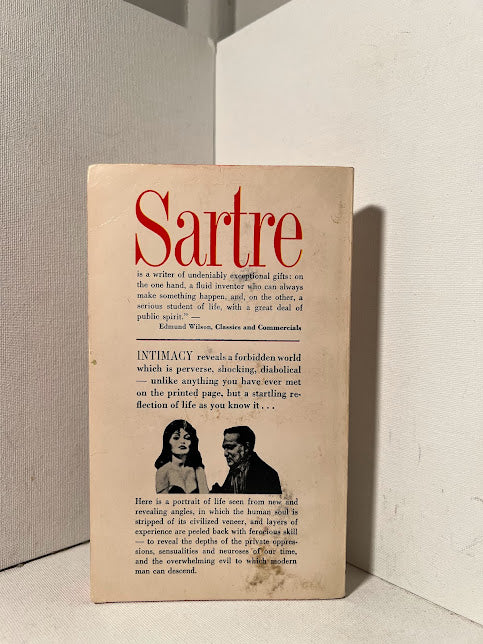 Sartre
is a writer of undeniably exceptional gifts: on
the one hand, a fluid inventor who can always
make something happen, and, on the other, a
serious student of life, with a great deal of
public spirit." —
Edmund Wilson, Classics and Commercials
INTIMACY reveals a forbidden world
which is perverse, shocking, diabolical
— unlike anything you have ever met
on the printed page, but a startling re-
flection of life as you know it . . .
Here is a portrait of life seen from new and
revealing angles, in which the human soul is
stripped of its civilized veneer, and layers of
experience are peeled back with ferocious skill
— to reveal the depths of the private oppres-
sions, sensualities and neuroses of our time,
and the overwhelming evil to which modern
man can descend.